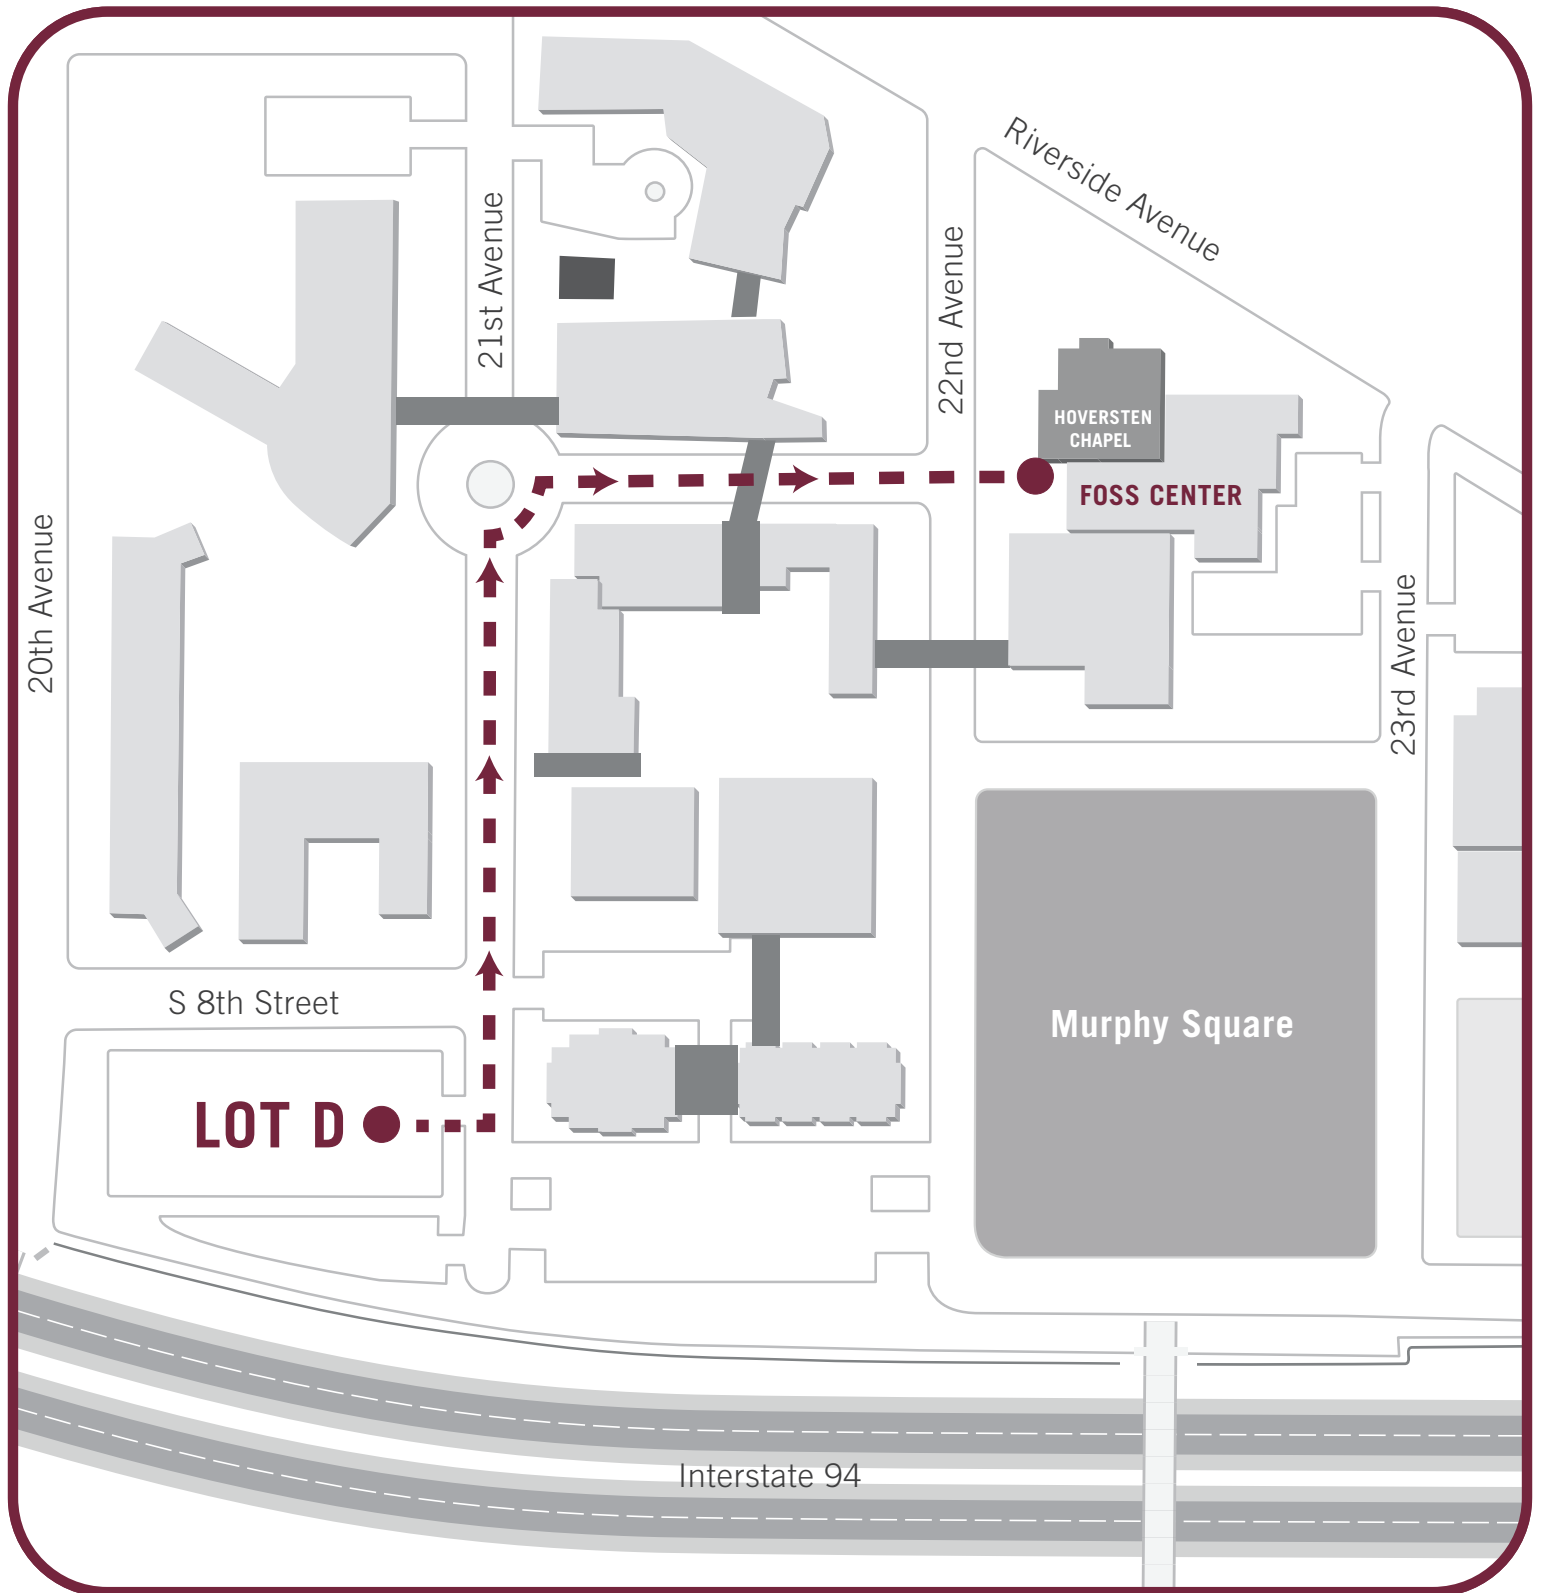 Riverside Avenue
21st Avenue
22nd Avenue
HOVERSTEN
CHAPEL
FOSS CENTER
20th Avenue
23rd Avenue
S 8th Street
Murphy Square
LOT D
Interstate 94